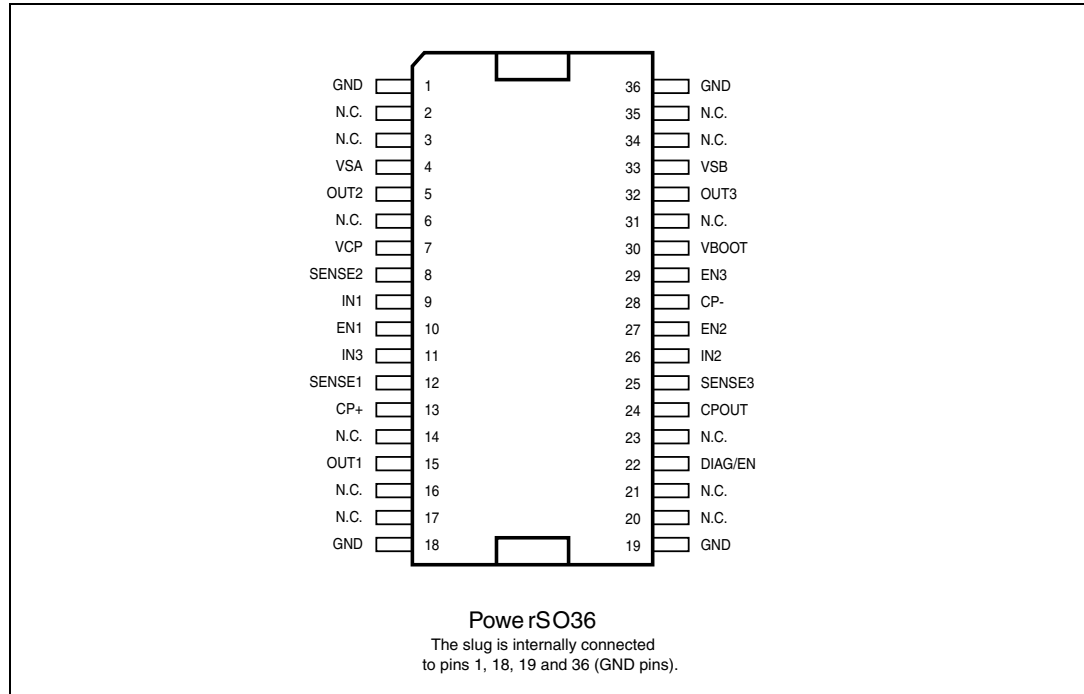 GND 1 36 GND
N.C. 2 35 N.C.
N.C. 3 34 N.C.
VSA 4 33 VSB
OUT2 5 32 OUT3
N.C. 6 31 N.C.
VCP 7 30 VBOOT
SENSE2 8 29 EN3
IN1 9 28 CP-
EN1 10 27 EN2
IN3 11 26 IN2
SENSE1 12 25 SENSE3
CP+ 13 24 CPOUT
N.C. 14 23 N.C.
OUT1 15 22 DIAG/EN
N.C. 16 21 N.C.
N.C. 17 20 N.C.
GND 18 19 GND
PowerSO36
The slug is internally connected
to pins 1, 18, 19 and 36 (GND pins).